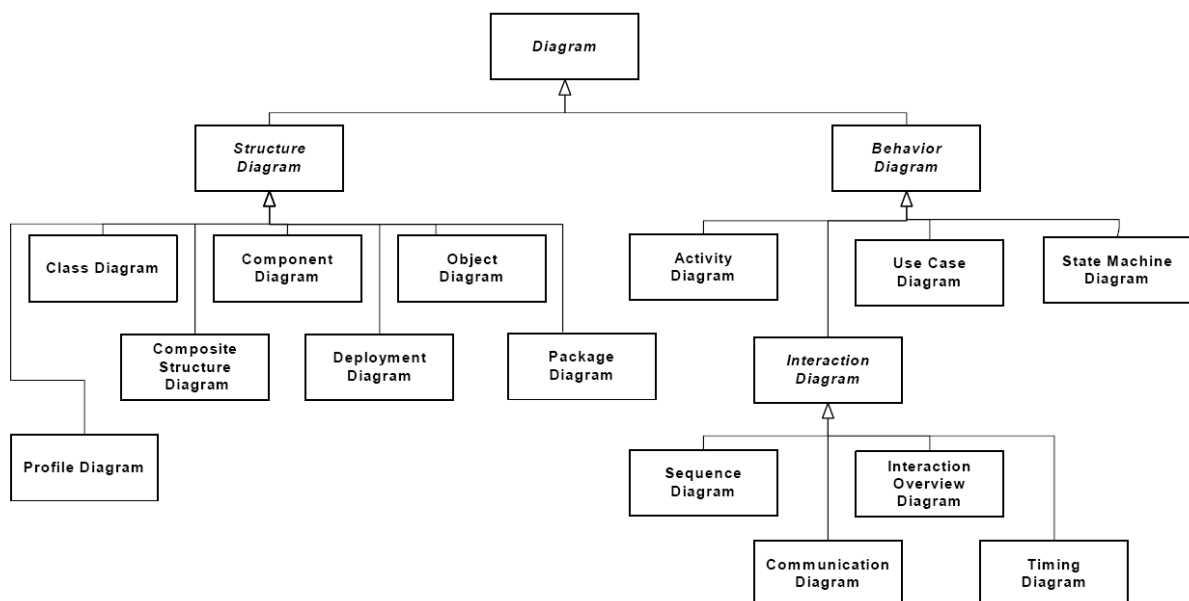 Diagram
Structure
Diagram
Behavior
Diagram
Class Diagram
Component
Diagram
Object
Diagram
Activity
Diagram
Use Case
Diagram
State Machine
Diagram
Composite
Structure
Diagram
Deployment
Diagram
Package
Diagram
Interaction
Diagram
Profile Diagram
Sequence
Diagram
Interaction
Overview
Diagram
Communication
Diagram
Timing
Diagram